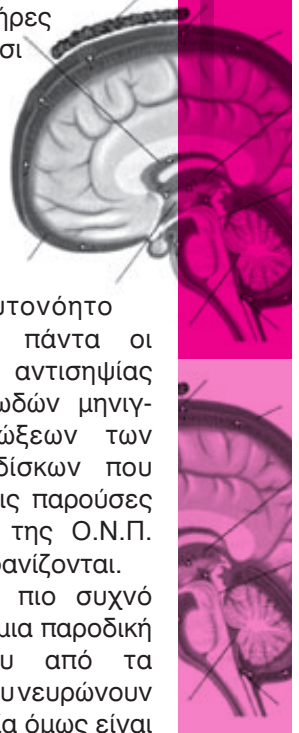 ήρες
σι
υτονόητο
πάντα οι
αντισηψίας
ωδών μηνιγ-
ώξεων των
δίσκων που
ις παρούσες
της Ο.Ν.Π.
ανίζονται.
πιο συχνό
μια παροδική
υ από τα
υνευρώνουν
ία όμως είναι